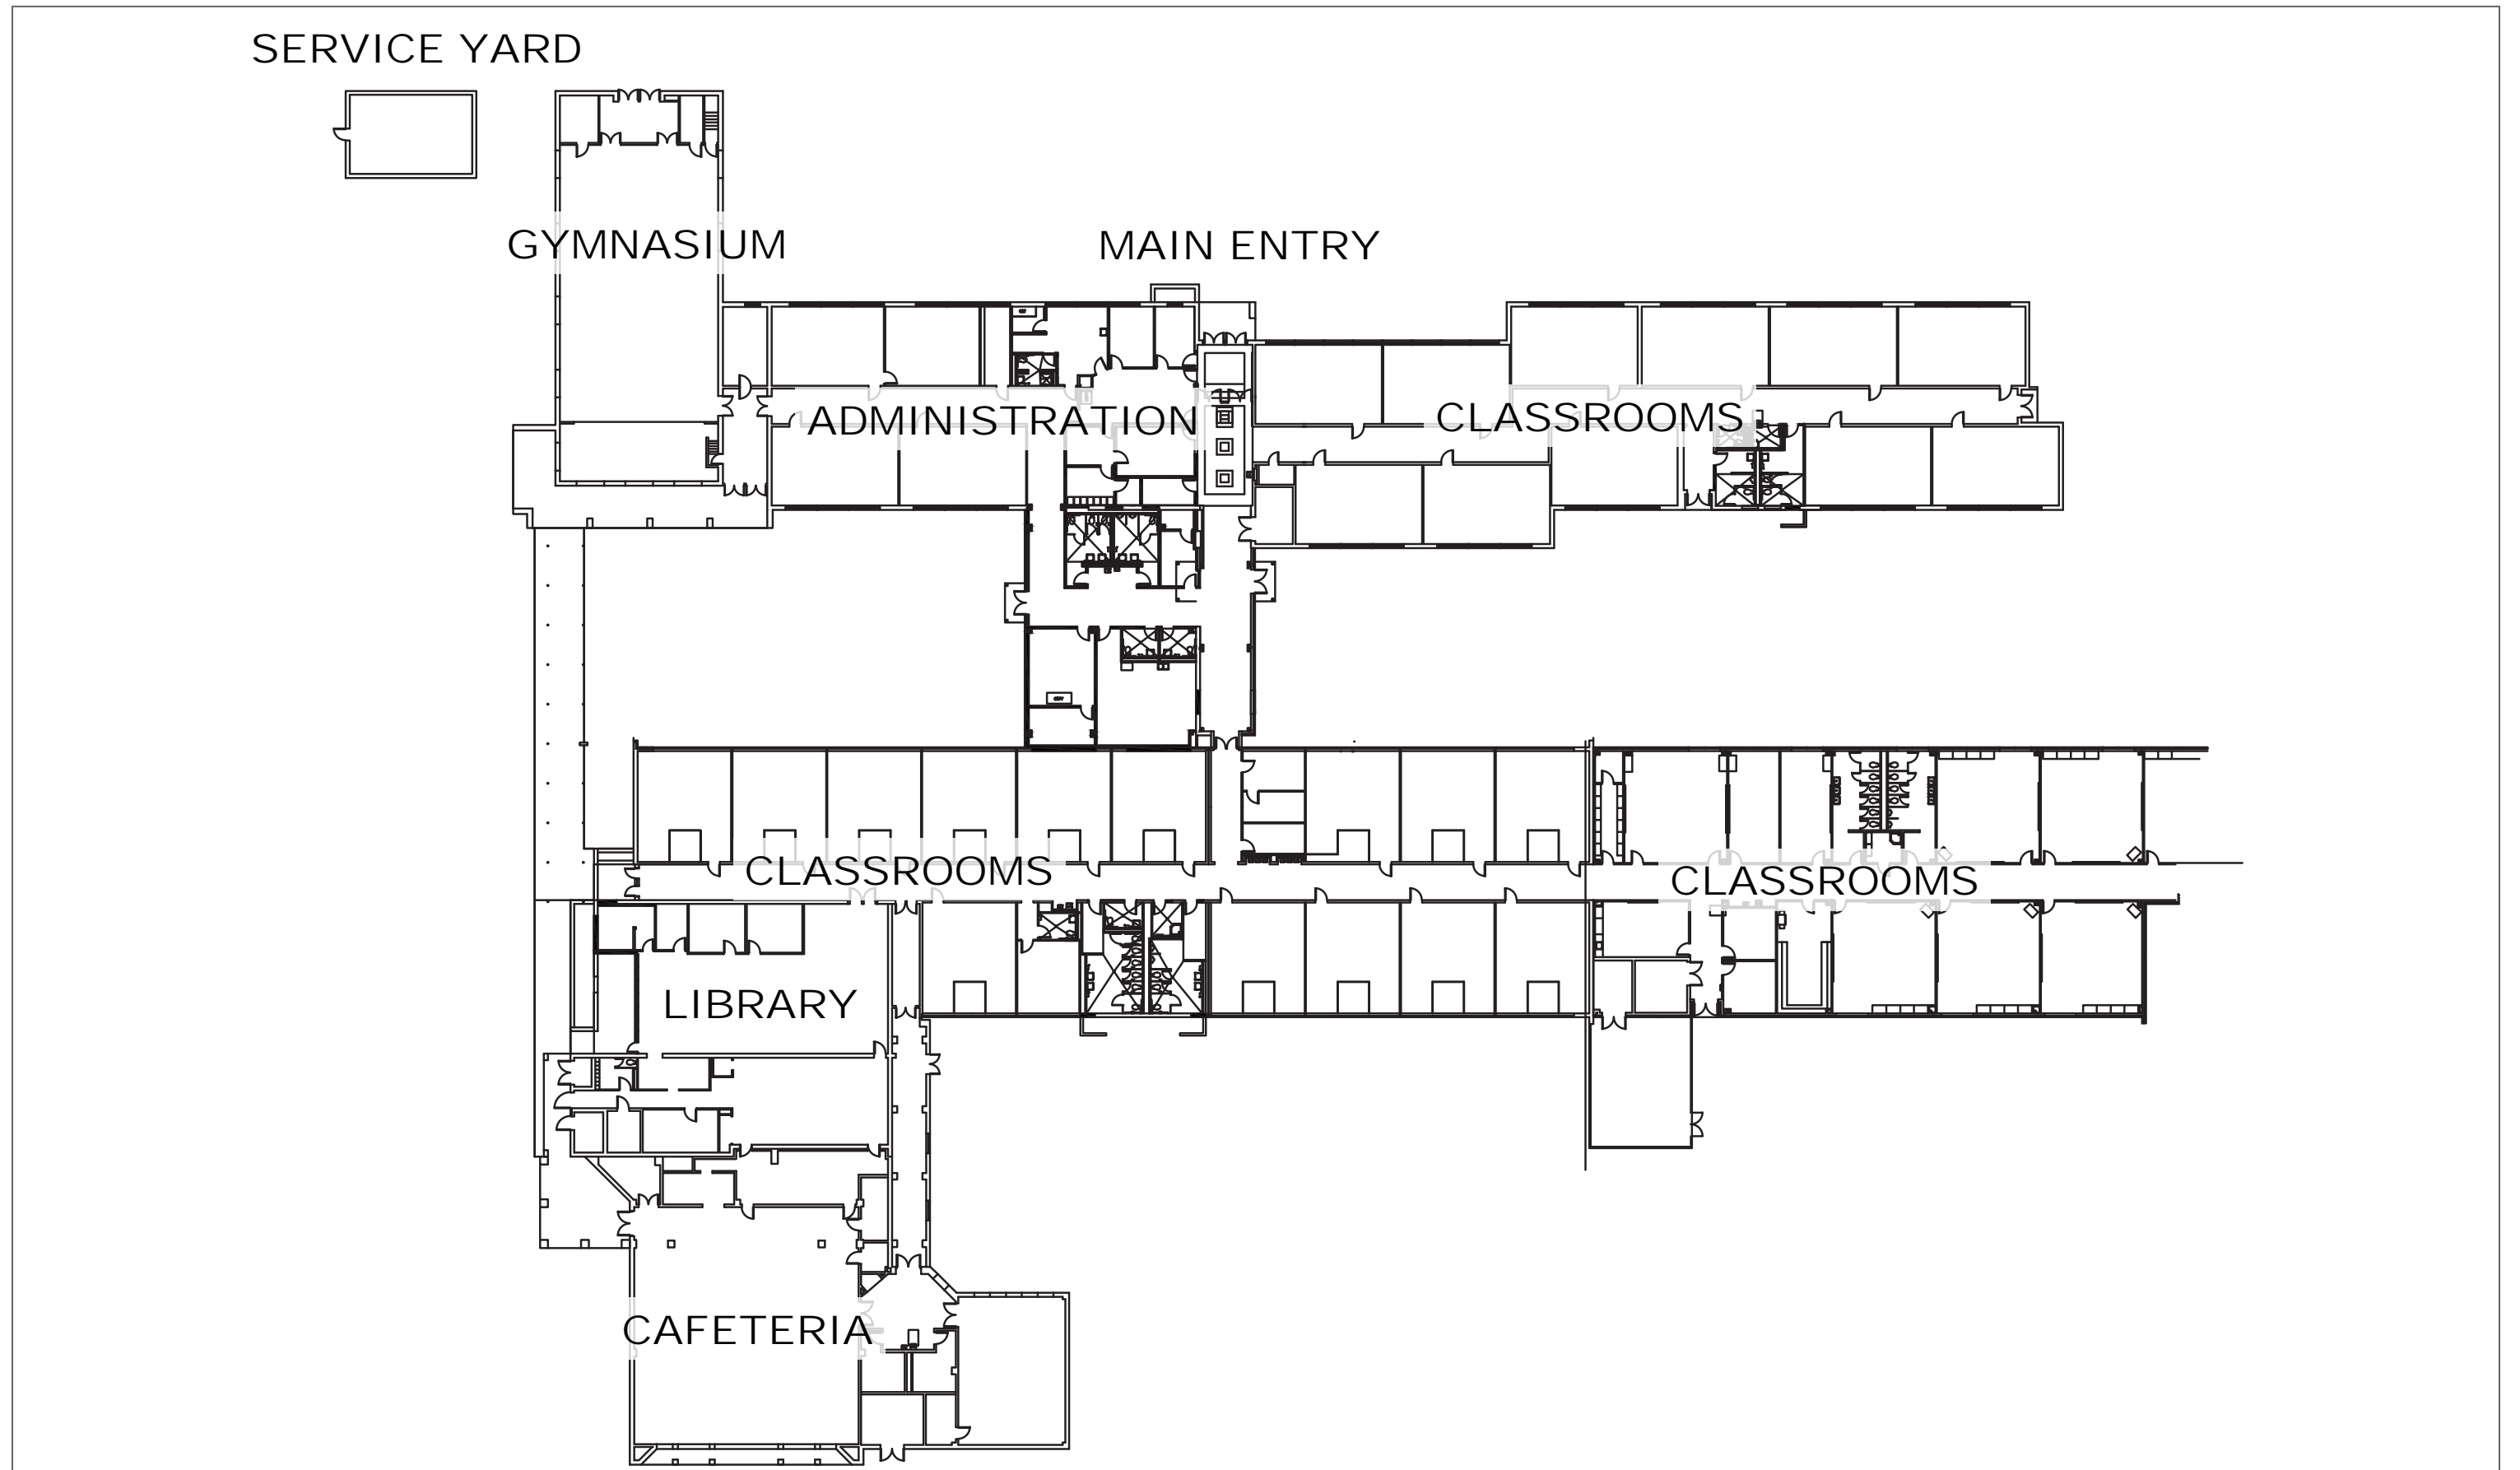 SERVICE YARD
GYMNASIUM
MAIN ENTRY
ADMINISTRATION
CLASSROOMS
CLASSROOMS
CLASSROOMS
LIBRARY
CAFETERIA